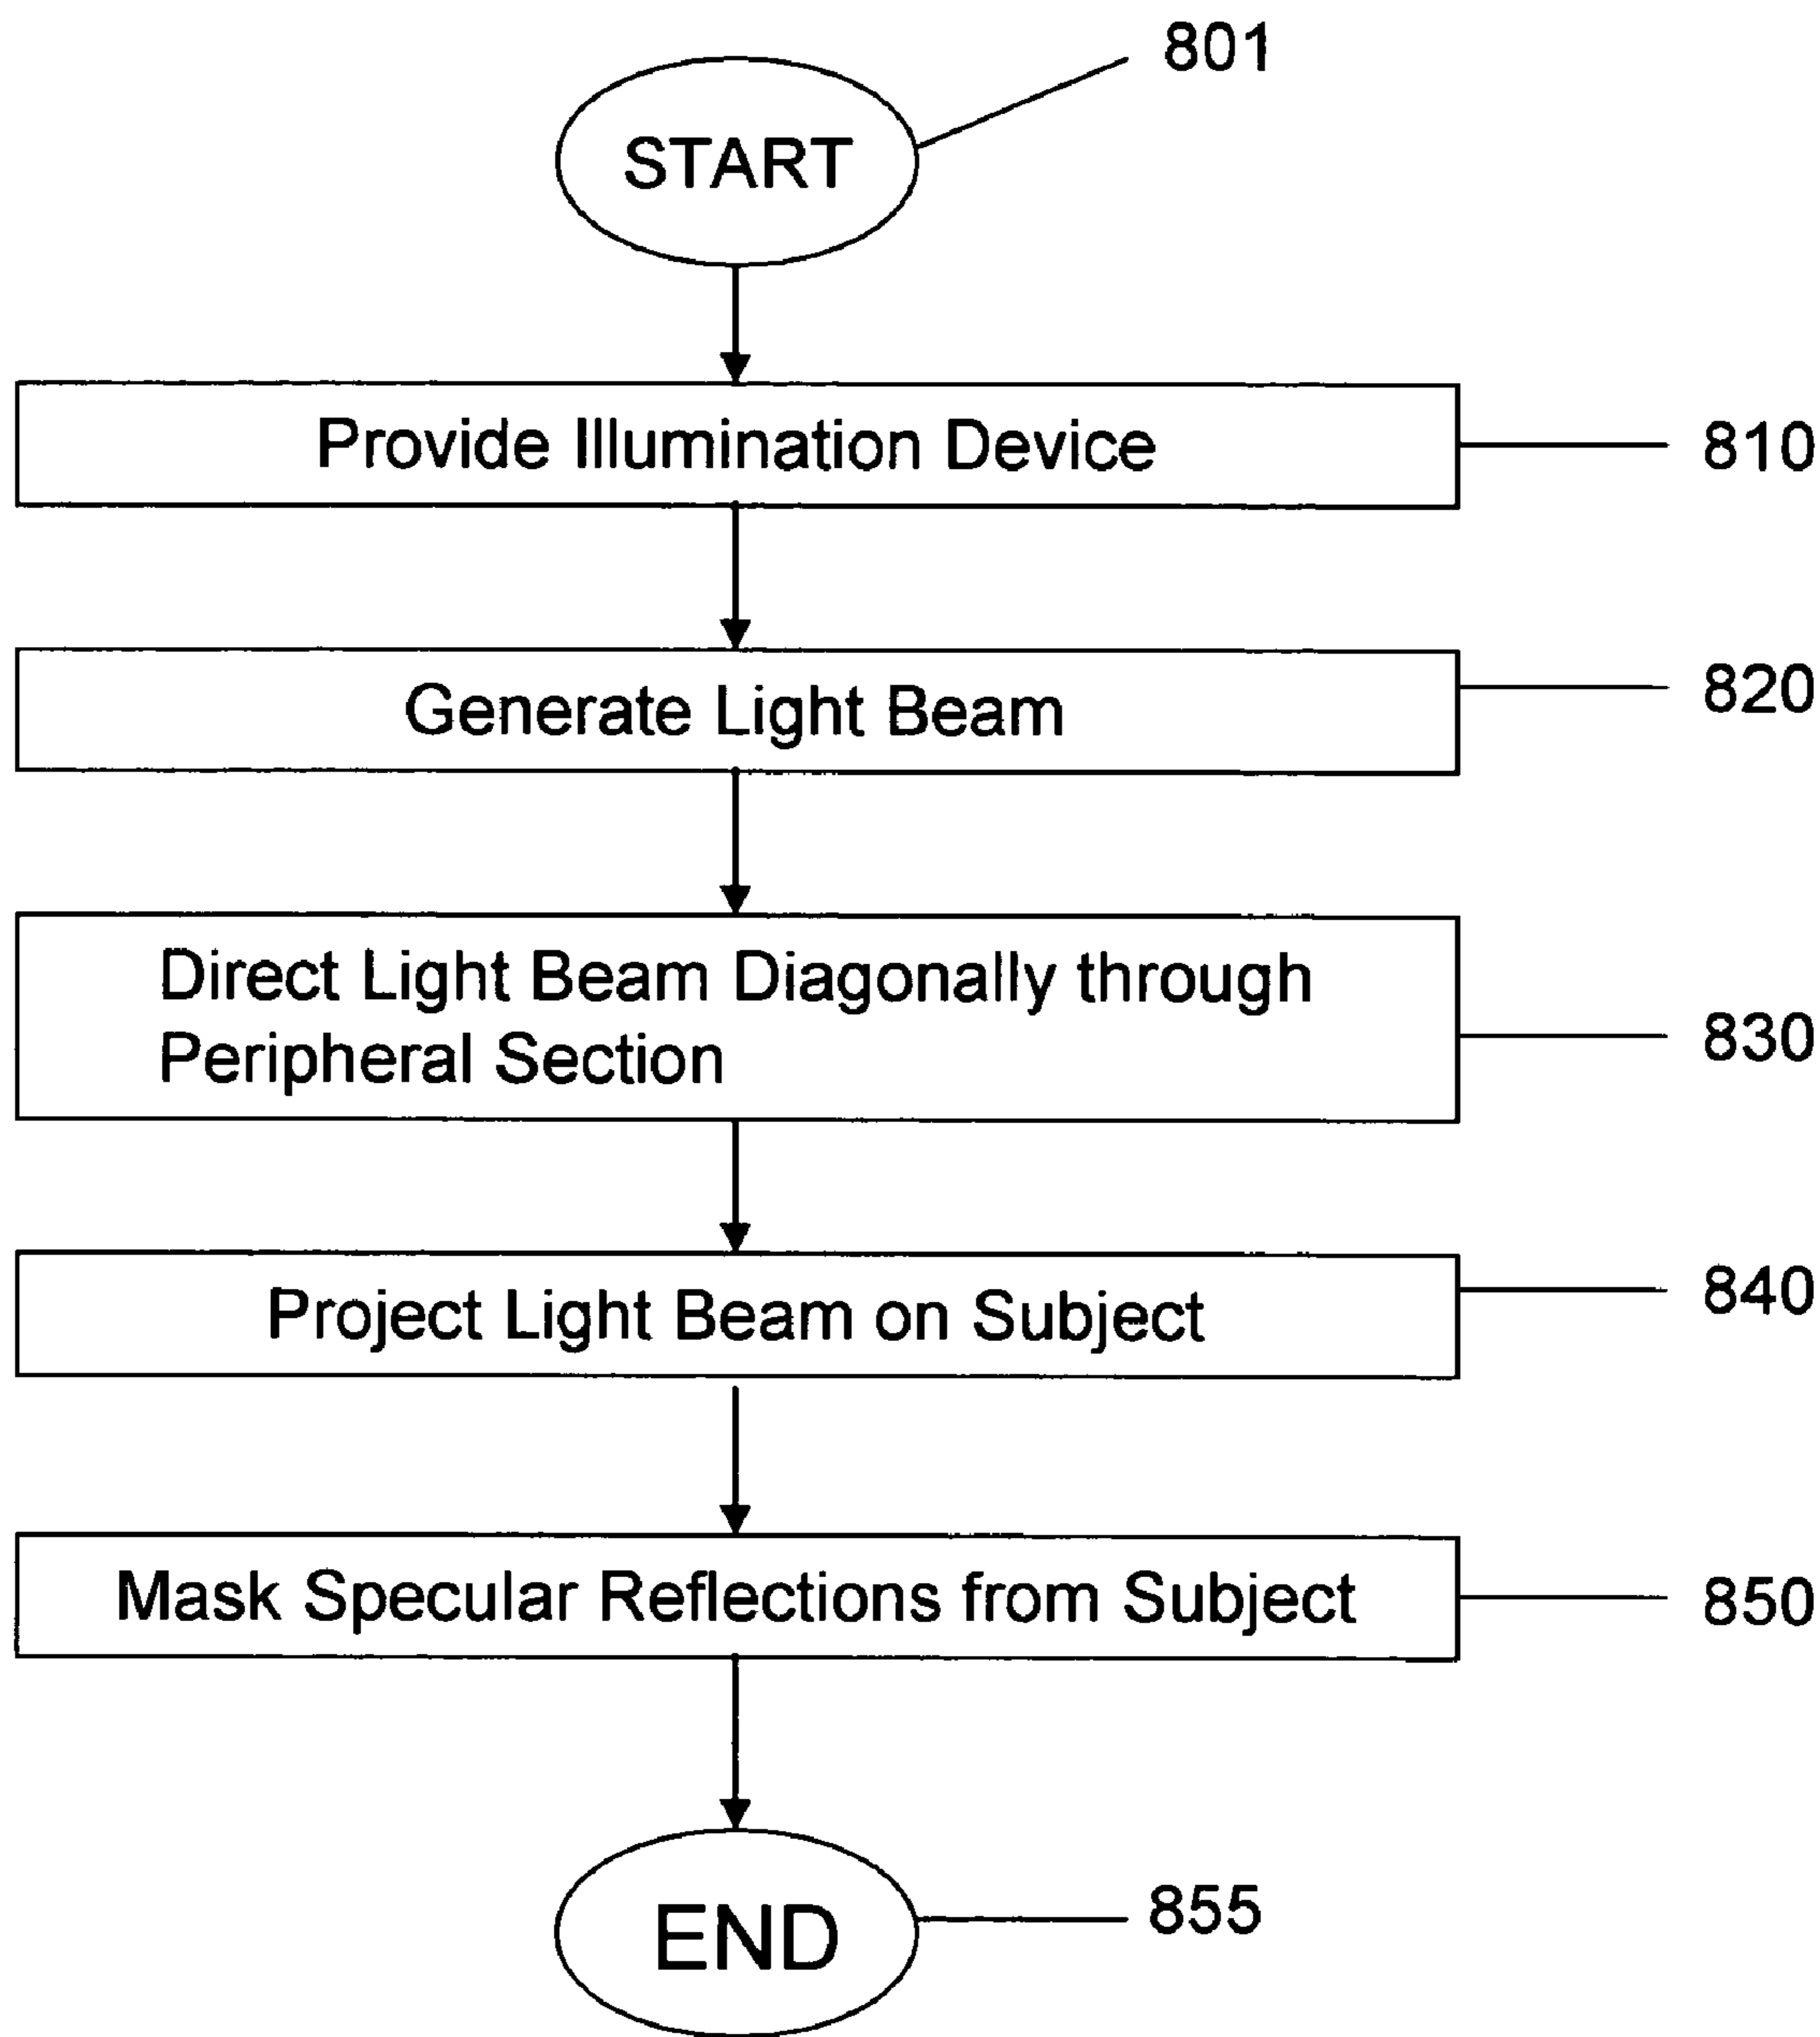 801
START
Provide Illumination Device
810
Generate Light Beam
820
Direct Light Beam Diagonally through
Peripheral Section
830
Project Light Beam on Subject
840
Mask Specular Reflections from Subject
850
END
855